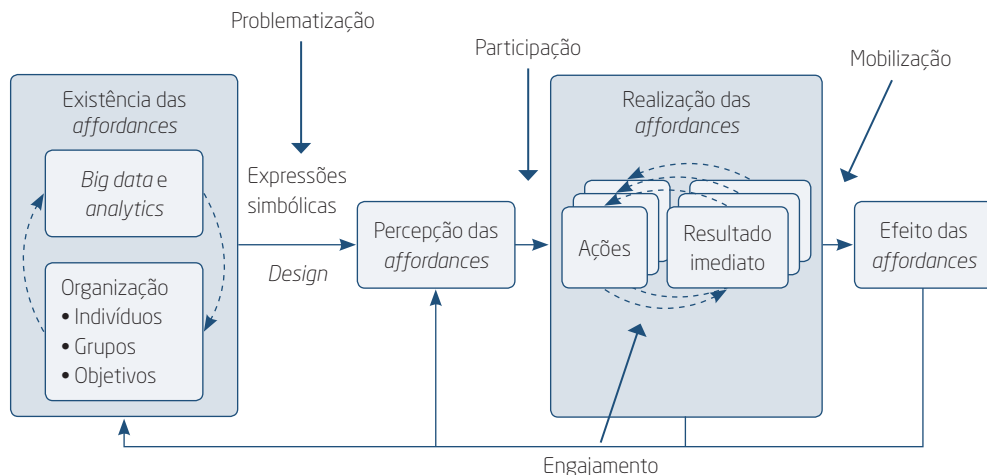 Problematização
Participação
Mobilização
Existência das
affordances
Big data e
analytics
Organização
• Indivíduos
• Grupos
• Objetivos
Expressões
simbólicas
Design
Percepção das
affordances
Realização das
affordances
Ações
Resultado
imediato
Efeito das
affordances
Engajamento